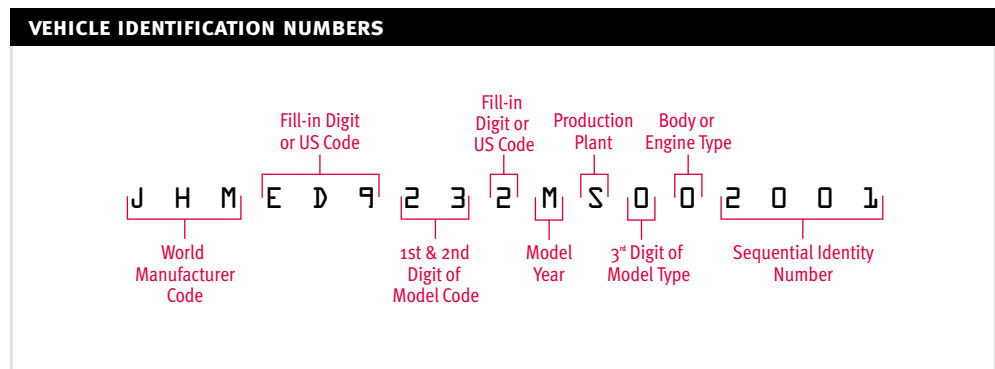 VEHICLE IDENTIFICATION NUMBERS
Fill-in Digit
or US Code
Fill-in
Digit or
US Code
Production
Plant
Body or
Engine Type
J H M E D 9 2 3 2 M S 0 0 2 0 0 1
World
Manufacturer
Code
1st & 2nd
Digit of
Model Code
Model
Year
3rd Digit of
Model Type
Sequential Identity
Number